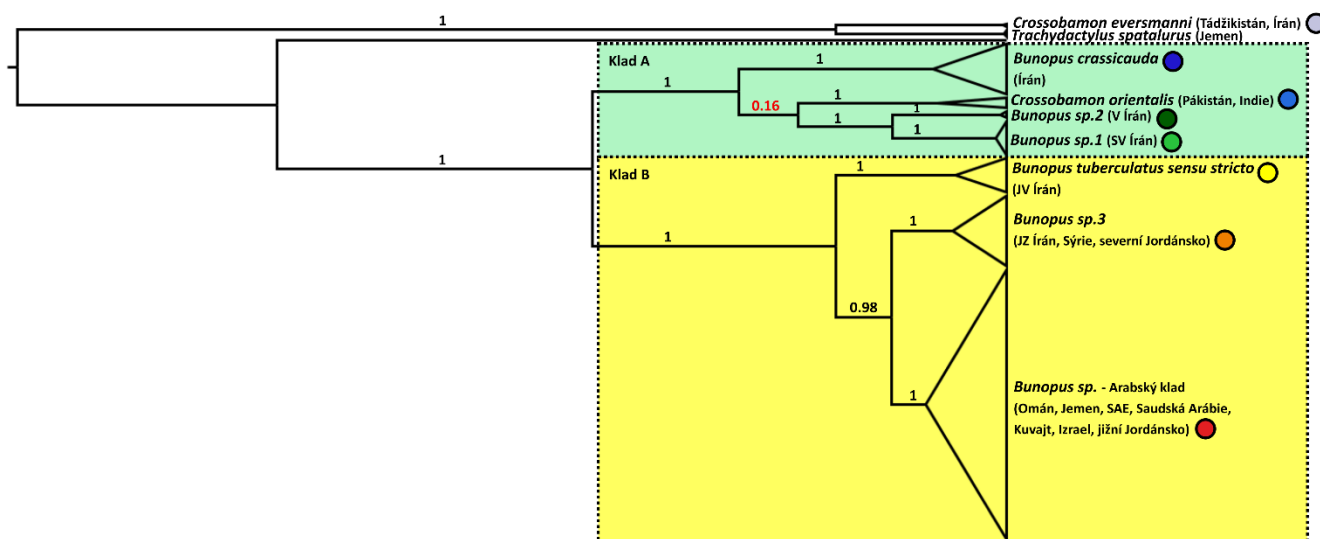 1
Crossobamon eversmanni (Tádžikistán, Írán)
Trachydactylus spatalurus (Jemen)
Klad A
1
1
Bunopus crassicauda
(Írán)
0.16
1
Crossobamon orientalis (Pákistán, Indie)
1
1
Bunopus sp.2 (V Írán)
1
Bunopus sp.1 (SV Írán)
1
Klad B
1
Bunopus tuberculatus sensu stricto
(JV Írán)
1
1
Bunopus sp.3
(JZ Írán, Sýrie, severní Jordánsko)
0.98
1
Bunopus sp. - Arabský klad
(Omán, Jemen, SAE, Saudská Arábie,
Kuvajt, Izrael, jižní Jordánsko)